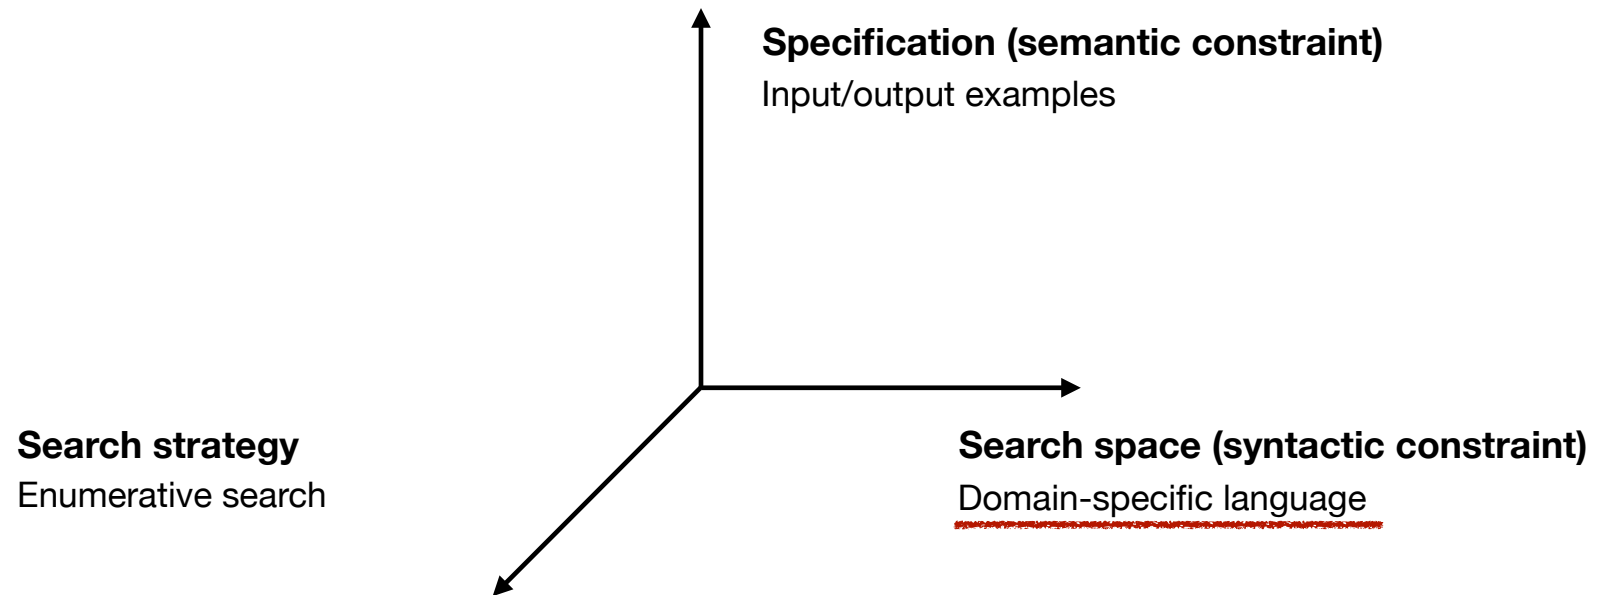 Specification (semantic constraint)
Input/output examples
Search strategy
Enumerative search
Search space (syntactic constraint)
Domain-specific language